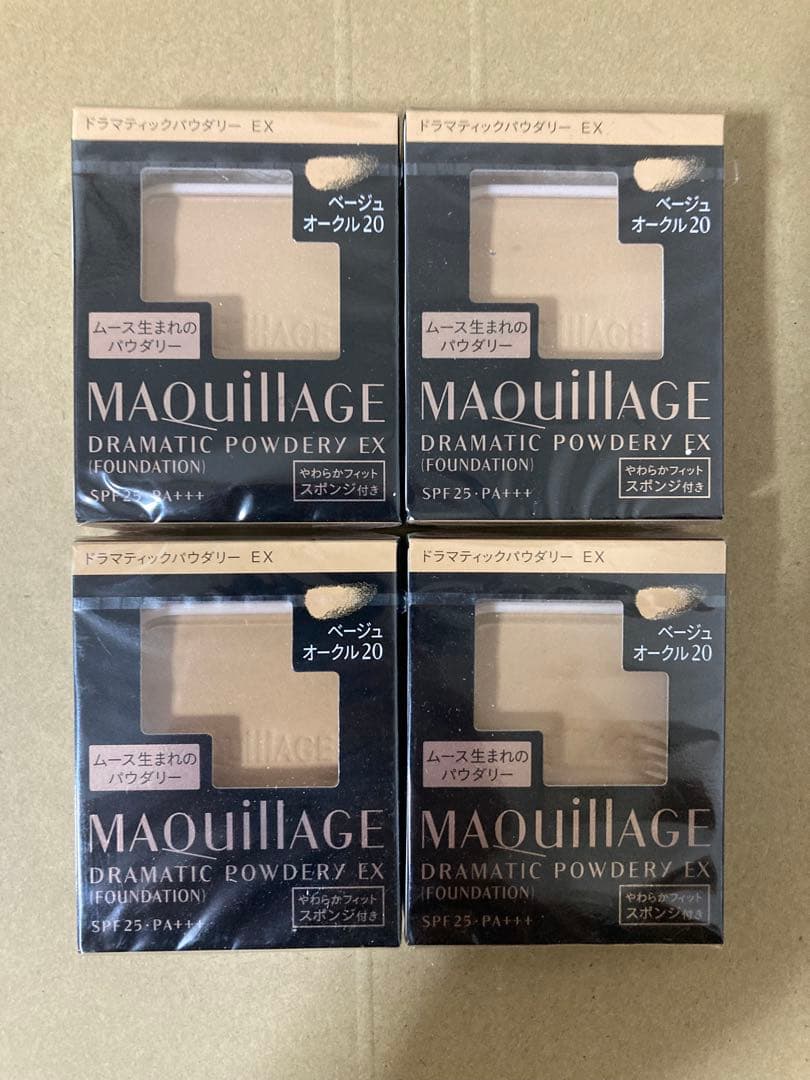 ドラマティックパウダリー EX
ベージュ
オークル20
ムース生まれの
パウダリー
illAGE
MAQuillAGE
DRAMATIC POWDERY EX
(FOUNDATION)
SPF25・PA+++
やわらかフィット
スポンジ付き
ドラマティックパウダリー EX
ベージュ
オークル20
ムース生まれの
パウダリー
illAGE
MAQuillAGE
DRAMATIC POWDERY EX
(FOUNDATION)
SPF25・PA+++
やわらかフィット
スポンジ付き
ドラマティックパウダリー EX
ベージュ
オークル20
ムース生まれの
パウダリー
uillAGE
MAQuillAGE
DRAMATIC POWDERY EX
(FOUNDATION)
SPF25・PA+++
やわらかフィット
スポンジ付き
ドラマティックパウダリー EX
ベージュ
オークル20
ムース生まれの
パウダリー
MAQuillAGE
DRAMATIC POWDERY EX
(FOUNDATION)
SPF25・PA+++
やわらかフィット
スポンジ付き